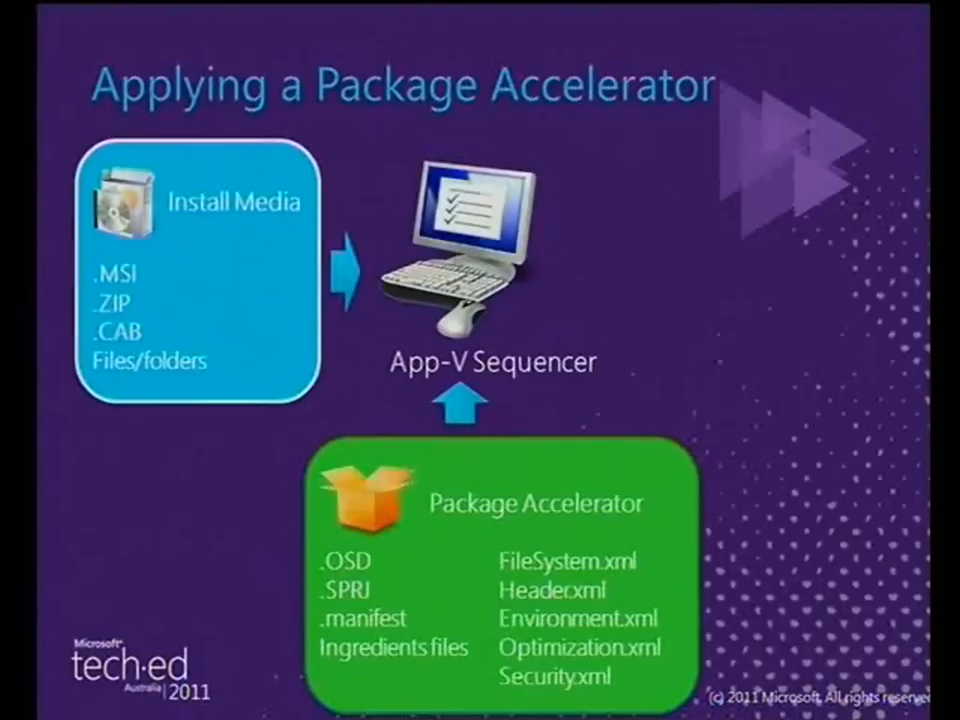 Applying a Package Accelerator
Install Media
.MSI
.ZIP
.CAB
Files/folders
App-V Sequencer
Package Accelerator
.OSD
.SPRJ
.manifest
Ingredients files
FileSystem.xml
Header.xml
Environment.xml
Optimization.xml
Security.xml
Microsoft®
tech·ed
Australia | 2011
(c) 2011 Microsoft. All rights reserved